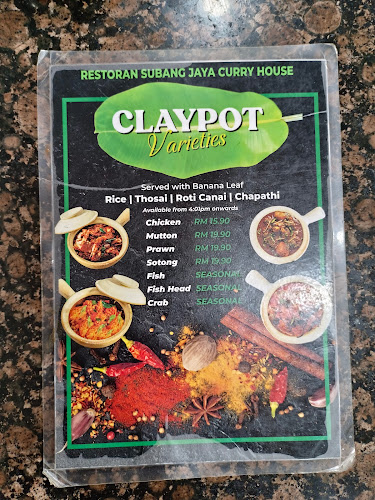 RESTORAN SUBANG JAYA CURRY HOUSE
CLAYPOT
Varieties
Served with Banana Leaf
Rice | Thosai | Roti Canai | Chapathi
Available from 4:01pm onwards
Chicken RM 15.90
Mutton RM 19.90
Prawn RM 19.90
Sotong RM 19.90
Fish SEASONAL
Fish Head SEASONAL
Crab SEASONAL